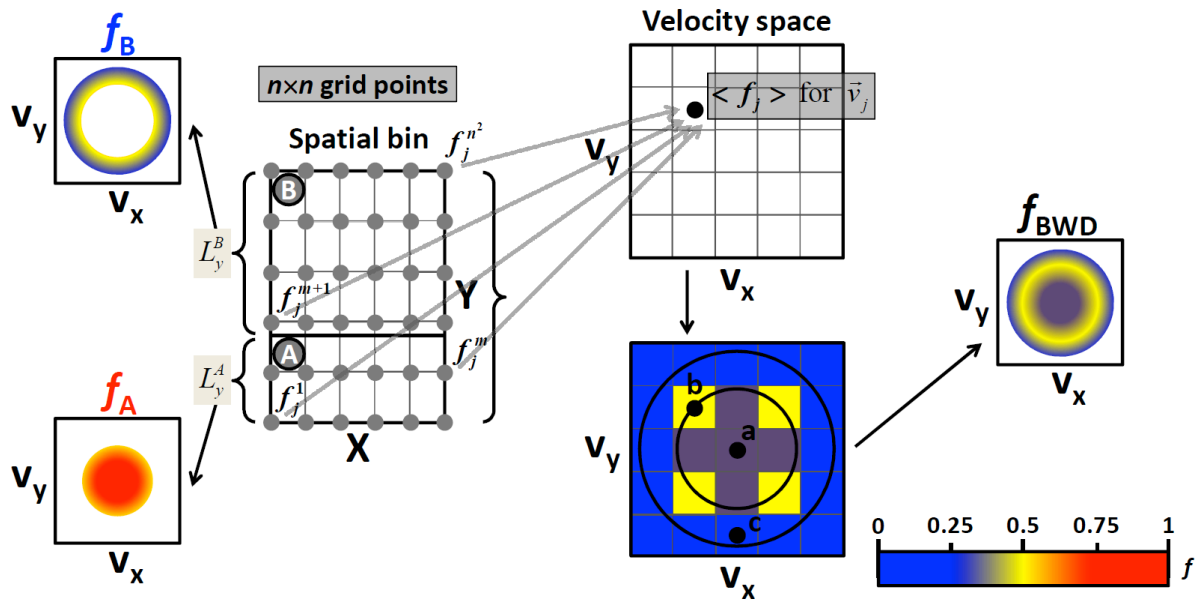 f_B
v_y
v_x
n×n grid points
Spatial bin
f_j^{n^2}
B
L_y^B
f_j^{m+1}
Y
A
f_j^m
L_y^A
f_j^1
X
f_A
v_y
v_x
Velocity space
< f_j > for \vec{v}_j
v_y
v_x
b
a
v_y
c
v_x
f_BWD
v_y
v_x
0 0.25 0.5 0.75 1
f